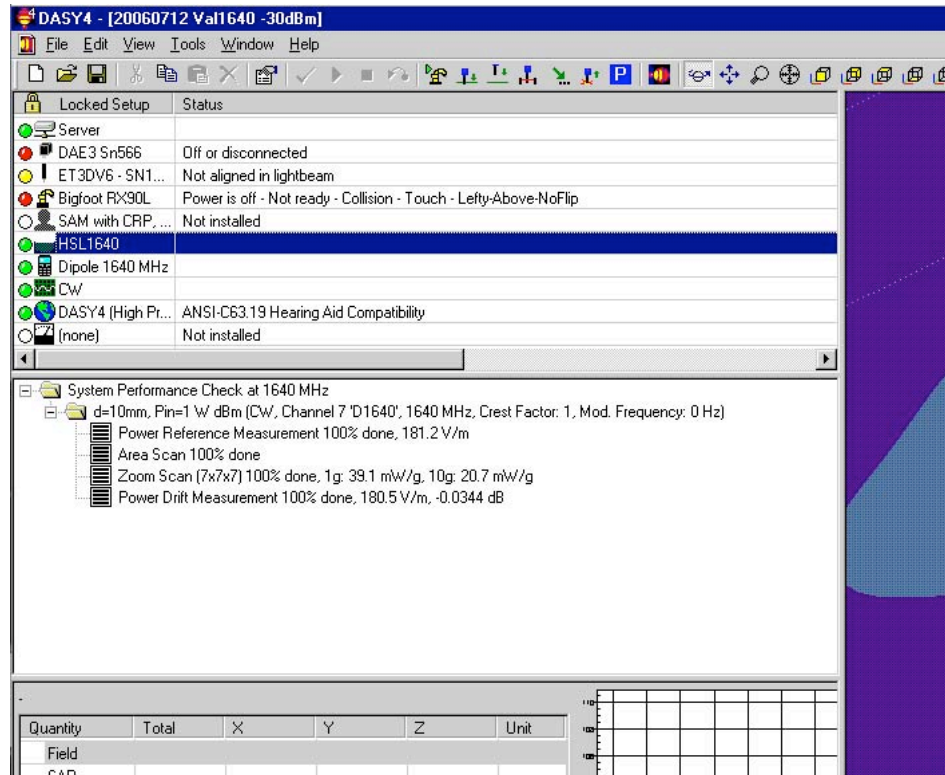 DASY4 - [20060712 Val1640 -30dBm]
File Edit View Tools Window Help
Locked Setup Status
Server
DAE3 Sn566 Off or disconnected
ET3DV6 - SN1... Not aligned in lightbeam
Bigfoot RX90L Power is off - Not ready - Collision - Touch - Lefty-Above-NoFlip
SAM with CRP, ... Not installed
HSL1640
Dipole 1640 MHz
CW
DASY4 (High Pr... ANSI-C63.19 Hearing Aid Compatibility
(none) Not installed
System Performance Check at 1640 MHz
d=10mm, Pin=1 W dBm (CW, Channel 7 'D1640', 1640 MHz, Crest Factor: 1, Mod. Frequency: 0 Hz)
Power Reference Measurement 100% done, 181.2 V/m
Area Scan 100% done
Zoom Scan (7x7x7) 100% done, 1g: 39.1 mW/g, 10g: 20.7 mW/g
Power Drift Measurement 100% done, 180.5 V/m, -0.0344 dB
-
Quantity Total X Y Z Unit
Field
SAR